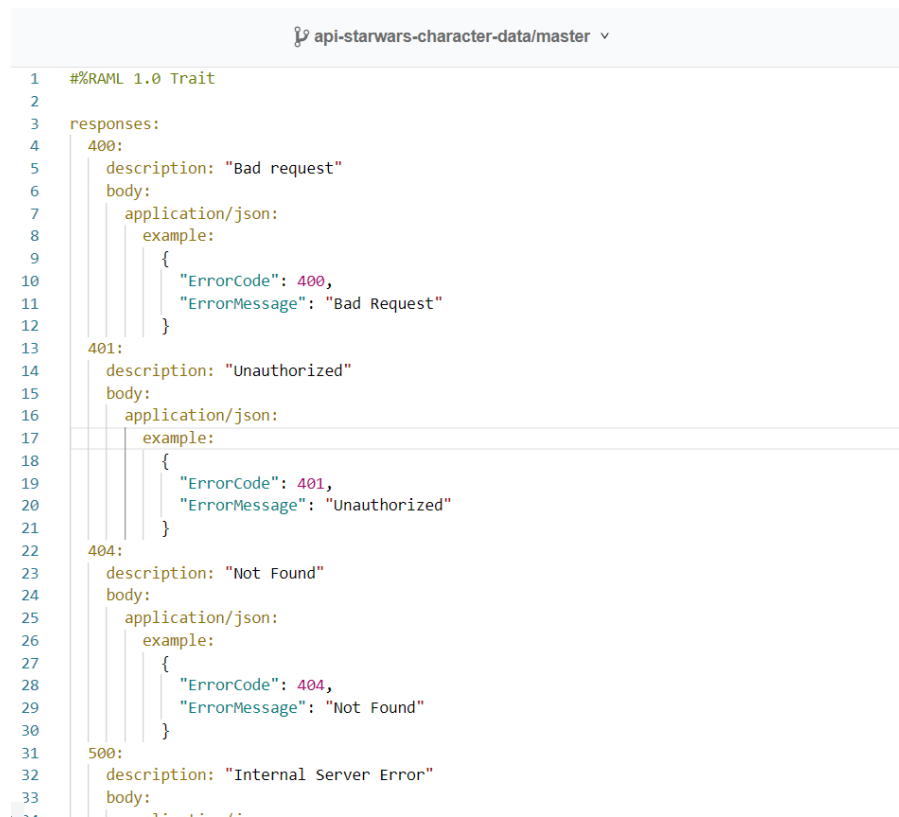 api-starwars-character-data/master
1 #%RAML 1.0 Trait
2
3 responses:
4   400:
5     description: "Bad request"
6     body:
7       application/json:
8         example:
9           {
10             "ErrorCode": 400,
11             "ErrorMessage": "Bad Request"
12           }
13   401:
14     description: "Unauthorized"
15     body:
16       application/json:
17         example:
18           {
19             "ErrorCode": 401,
20             "ErrorMessage": "Unauthorized"
21           }
22   404:
23     description: "Not Found"
24     body:
25       application/json:
26         example:
27           {
28             "ErrorCode": 404,
29             "ErrorMessage": "Not Found"
30           }
31   500:
32     description: "Internal Server Error"
33     body: